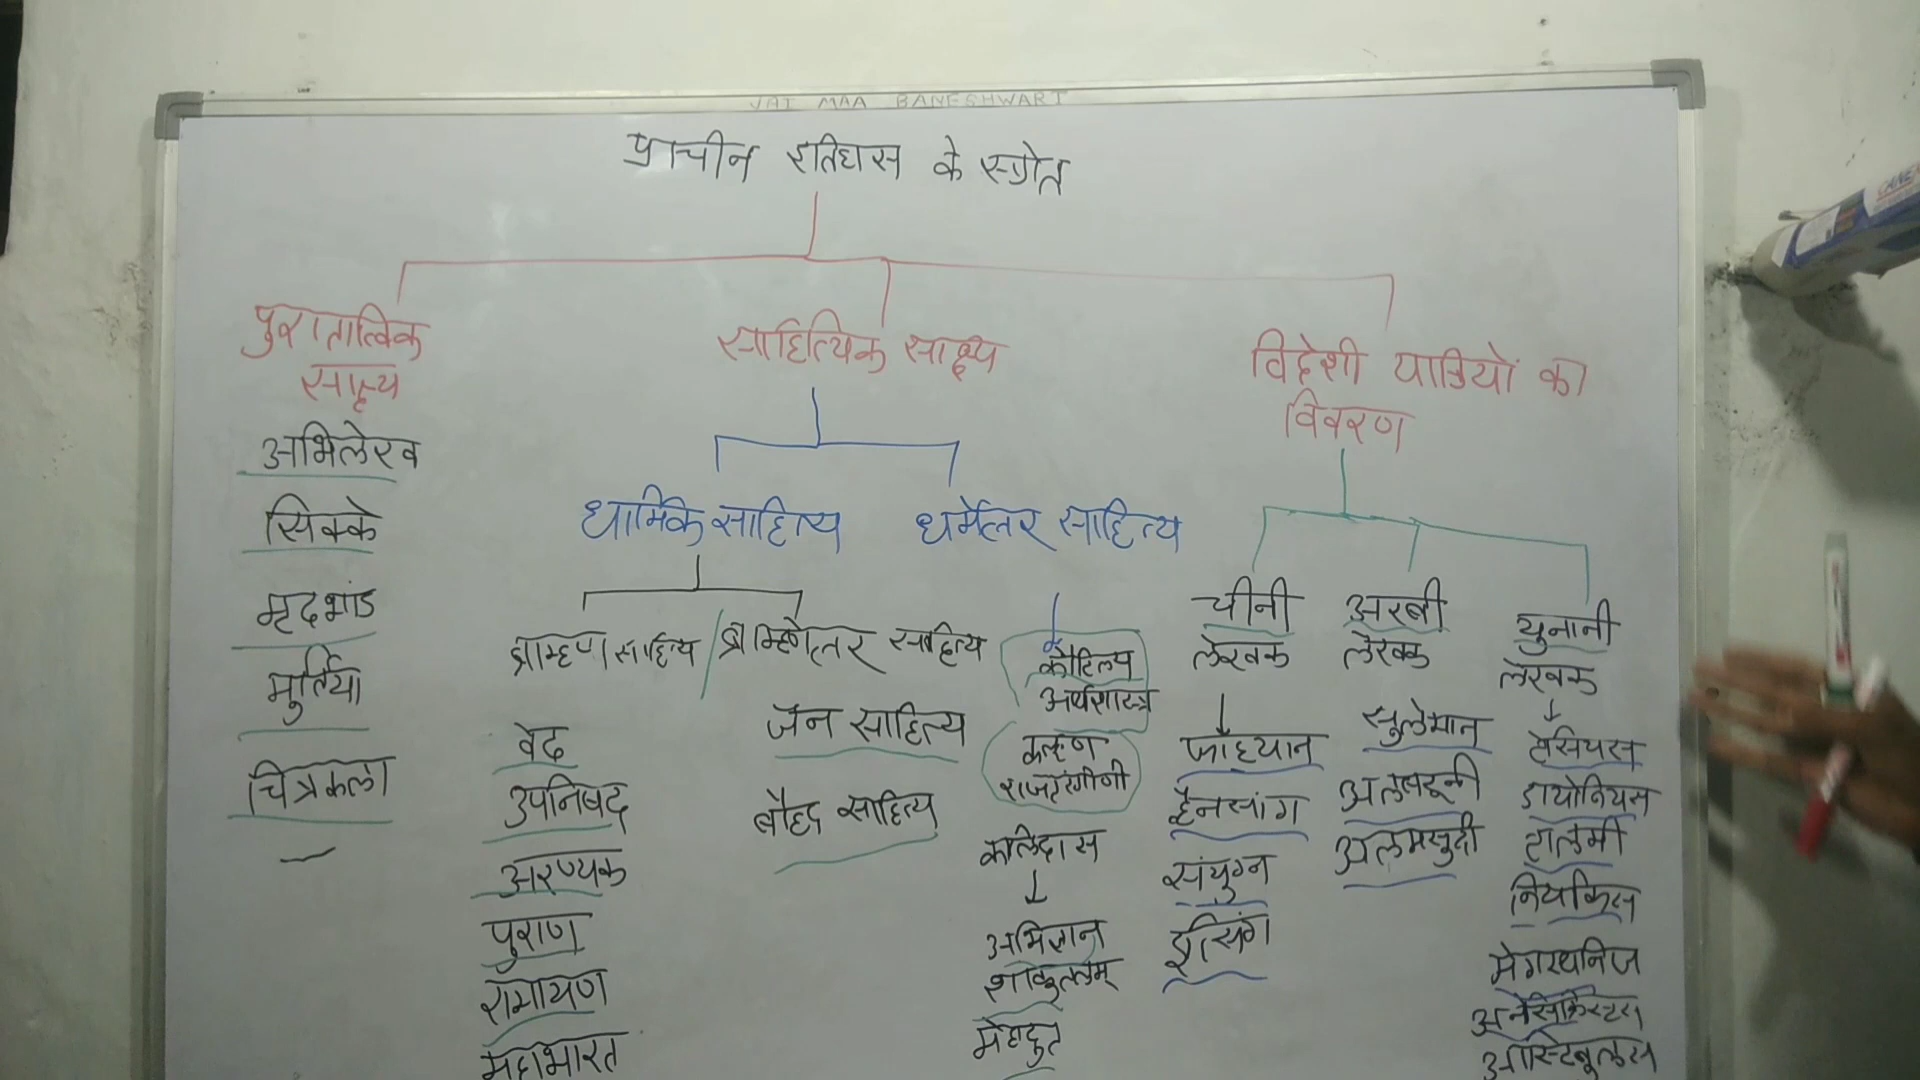 JAI MAA BANESHWARI
प्राचीन इतिहास के स्त्रोत
पुरातात्विक
साक्ष्य
अभिलेख
सिक्के
मृदभांड
मुर्तिया
चित्रकला
साहित्यिक साक्ष्य
धार्मिक साहित्य
धर्मेत्तर साहित्य
ब्राम्हण साहित्य
वेद
उपनिषद
अरण्यक
पुराण
रामायण
महाभारत
ब्राम्हणेत्तर साहित्य
जैन साहित्य
बौद्ध साहित्य
कौटिल्य
अर्थशास्त्र
कल्हण
राजतरंगीणी
कालिदास
अभिज्ञान
शाकुन्तलम्
मेघदुत
विदेशी यात्रियों का
विवरण
चीनी
लेखक
फाह्यान
हेनसांग
संयुग्न
इत्सिंग
अरबी
लेखक
सुलेमान
अलबरूनी
अलमसुदी
युनानी
लेखक
टेसियस
डायोनियस
टालमी
नियार्कस
मेगस्थनिज
अनेसिक्रेटस